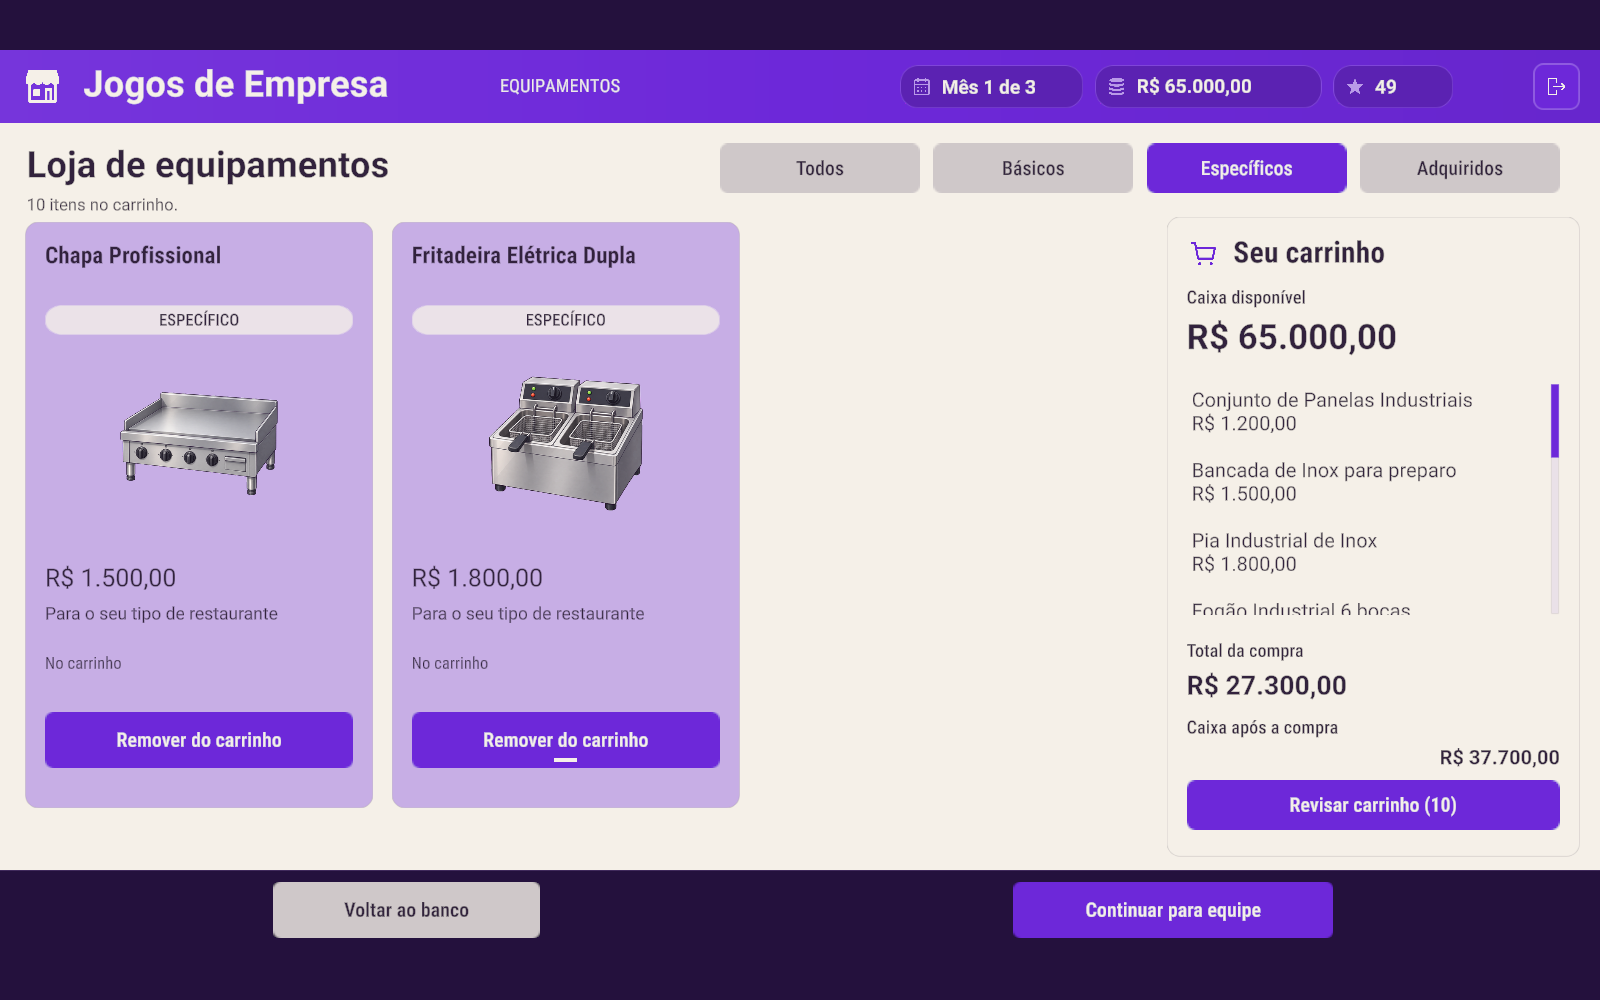 Jogos de Empresa
EQUIPAMENTOS
Mês 1 de 3
R$ 65.000,00
49
Loja de equipamentos
10 itens no carrinho.
Todos
Básicos
Específicos
Adquiridos
Chapa Profissional
ESPECÍFICO
R$ 1.500,00
Para o seu tipo de restaurante
No carrinho
Remover do carrinho
Fritadeira Elétrica Dupla
ESPECÍFICO
R$ 1.800,00
Para o seu tipo de restaurante
No carrinho
Remover do carrinho
Seu carrinho
Caixa disponível
R$ 65.000,00
Conjunto de Panelas Industriais
R$ 1.200,00
Bancada de Inox para preparo
R$ 1.500,00
Pia Industrial de Inox
R$ 1.800,00
Fogão Industrial 6 bocas
Total da compra
R$ 27.300,00
Caixa após a compra
R$ 37.700,00
Revisar carrinho (10)
Voltar ao banco
Continuar para equipe